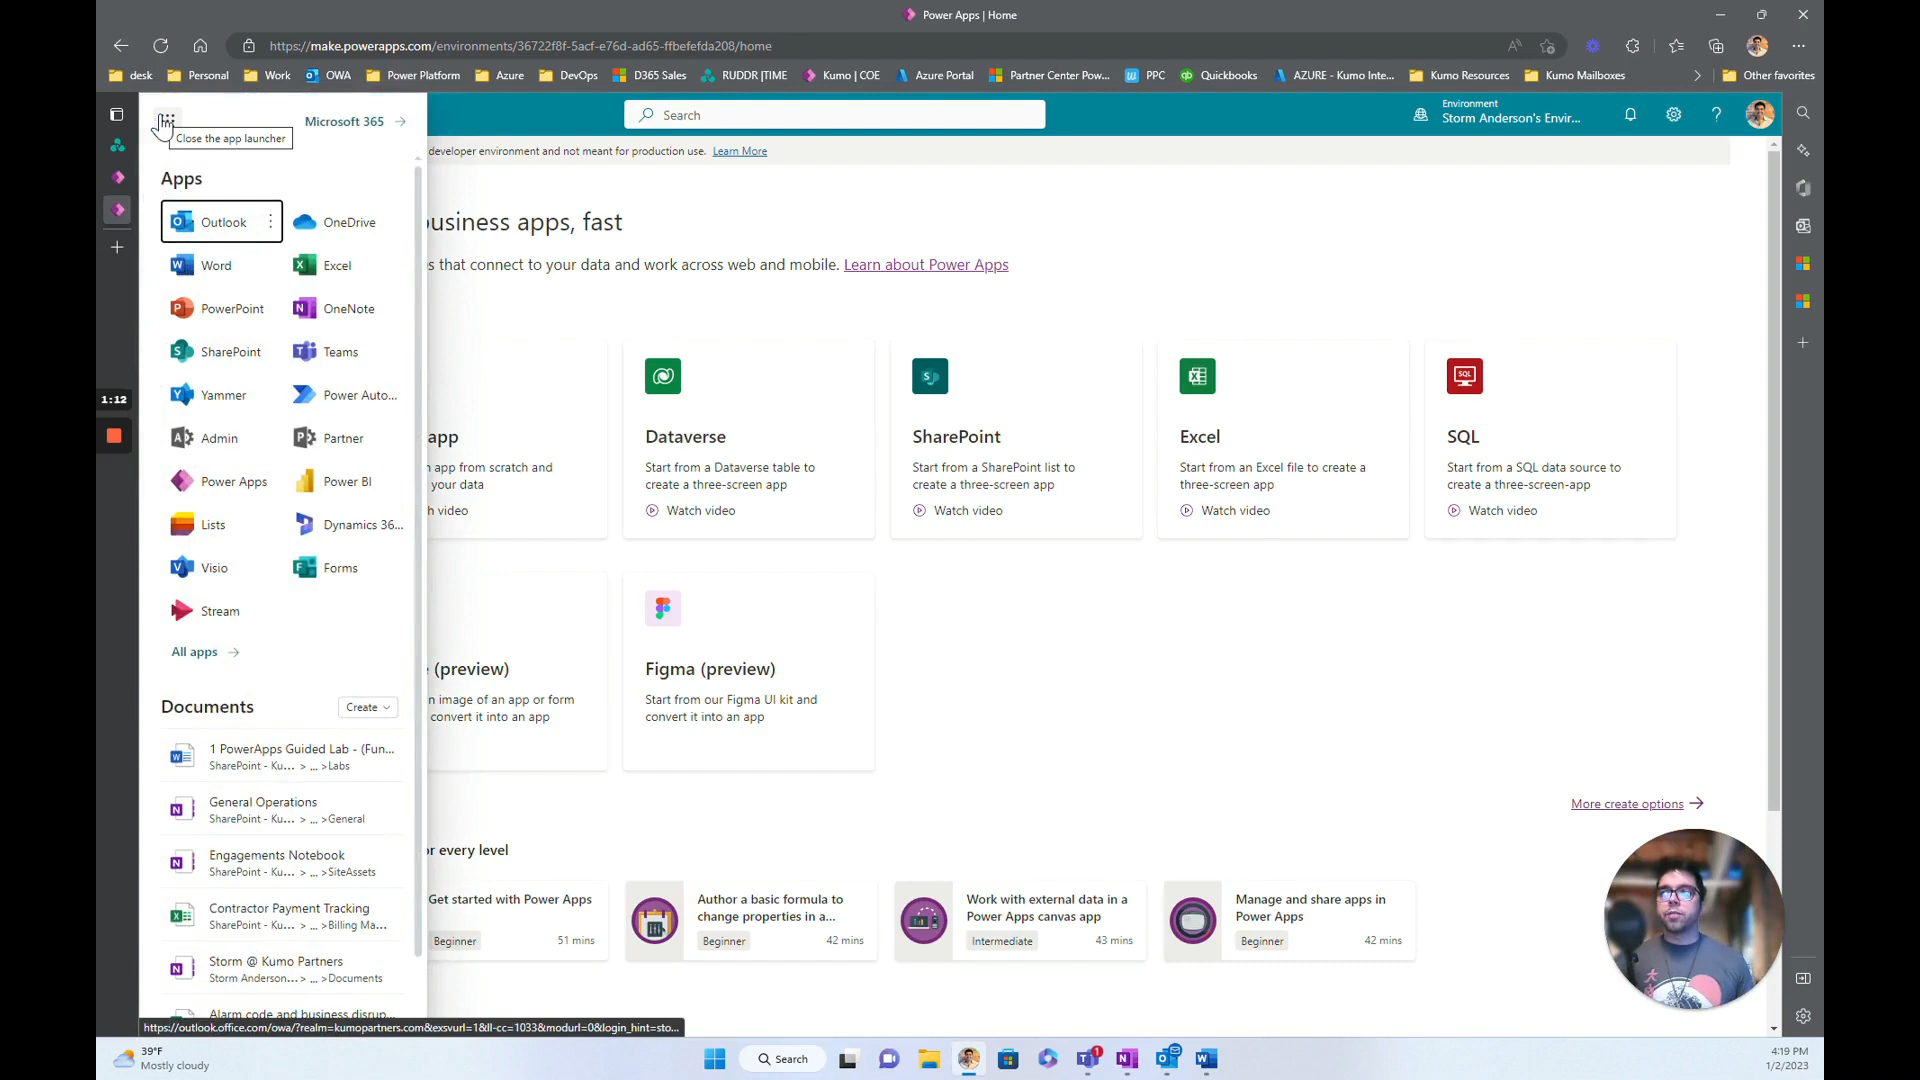 Power Apps | Home
https://make.powerapps.com/environments/36722f8f-5acf-e76d-ad65-ffbefefda208/home
desk Personal Work OWA Power Platform Azure DevOps D365 Sales RUDDR |TIME Kumo | COE Azure Portal Partner Center Pow... PPC Quickbooks AZURE - Kumo Inte... Kumo Resources Kumo Mailboxes Other favorites
Microsoft 365
Search
Environment
Storm Anderson's Envir...
Close the app launcher
developer environment and not meant for production use. Learn More
Apps
Outlook OneDrive
Word Excel
PowerPoint OneNote
SharePoint Teams
Yammer Power Auto...
Admin Partner
Power Apps Power BI
Lists Dynamics 36...
Visio Forms
Stream
All apps
1:12
usiness apps, fast
s that connect to your data and work across web and mobile. Learn about Power Apps
app
app from scratch and
your data
h video
Dataverse
Start from a Dataverse table to
create a three-screen app
Watch video
SharePoint
Start from a SharePoint list to
create a three-screen app
Watch video
Excel
Start from an Excel file to create a
three-screen app
Watch video
SQL
Start from a SQL data source to
create a three-screen-app
Watch video
(preview)
n image of an app or form
convert it into an app
Figma (preview)
Start from our Figma UI kit and
convert it into an app
More create options
Documents
Create
1 PowerApps Guided Lab - (Fun...
SharePoint - Ku... > ... >Labs
General Operations
SharePoint - Ku... > ... >General
Engagements Notebook
SharePoint - Ku... > ... >SiteAssets
Contractor Payment Tracking
SharePoint - Ku... > ... >Billing Ma...
Storm @ Kumo Partners
Storm Anderson... > ... >Documents
Alarm code and business disrup...
or every level
Get started with Power Apps
Beginner 51 mins
Author a basic formula to
change properties in a...
Beginner 42 mins
Work with external data in a
Power Apps canvas app
Intermediate 43 mins
Manage and share apps in
Power Apps
Beginner 42 mins
https://outlook.office.com/owa/?realm=kumopartners.com&exsvurl=1&ll-cc=1033&modurl=0&login_hint=sto...
39°F
Mostly cloudy
Search
4:19 PM
1/2/2023